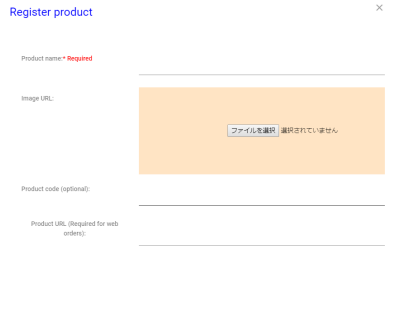 Register product
×
Product name:* Required
Image URL:
ファイルを選択 選択されていません
Product code (optional):
Product URL (Required for web
orders):